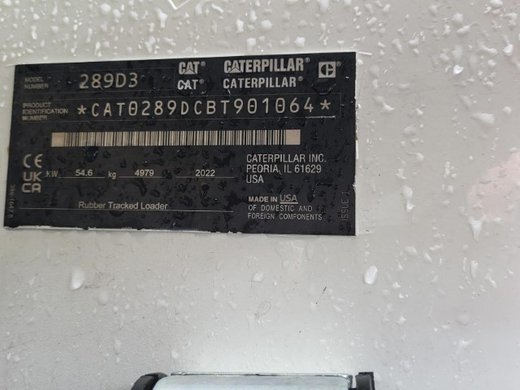 MODEL NUMBER 289D3 CAT CATERPILLAR
CAT CATERPILLAR C
PRODUCT IDENTIFICATION NUMBER *CAT0289DCBT901064*
CE
UK CA
KW 54.6 kg 4979 2022
Rubber Tracked Loader
CATERPILLAR INC.
PEORIA, IL 61629
USA
MADE IN USA
OF DOMESTIC AND
FOREIGN COMPONENTS